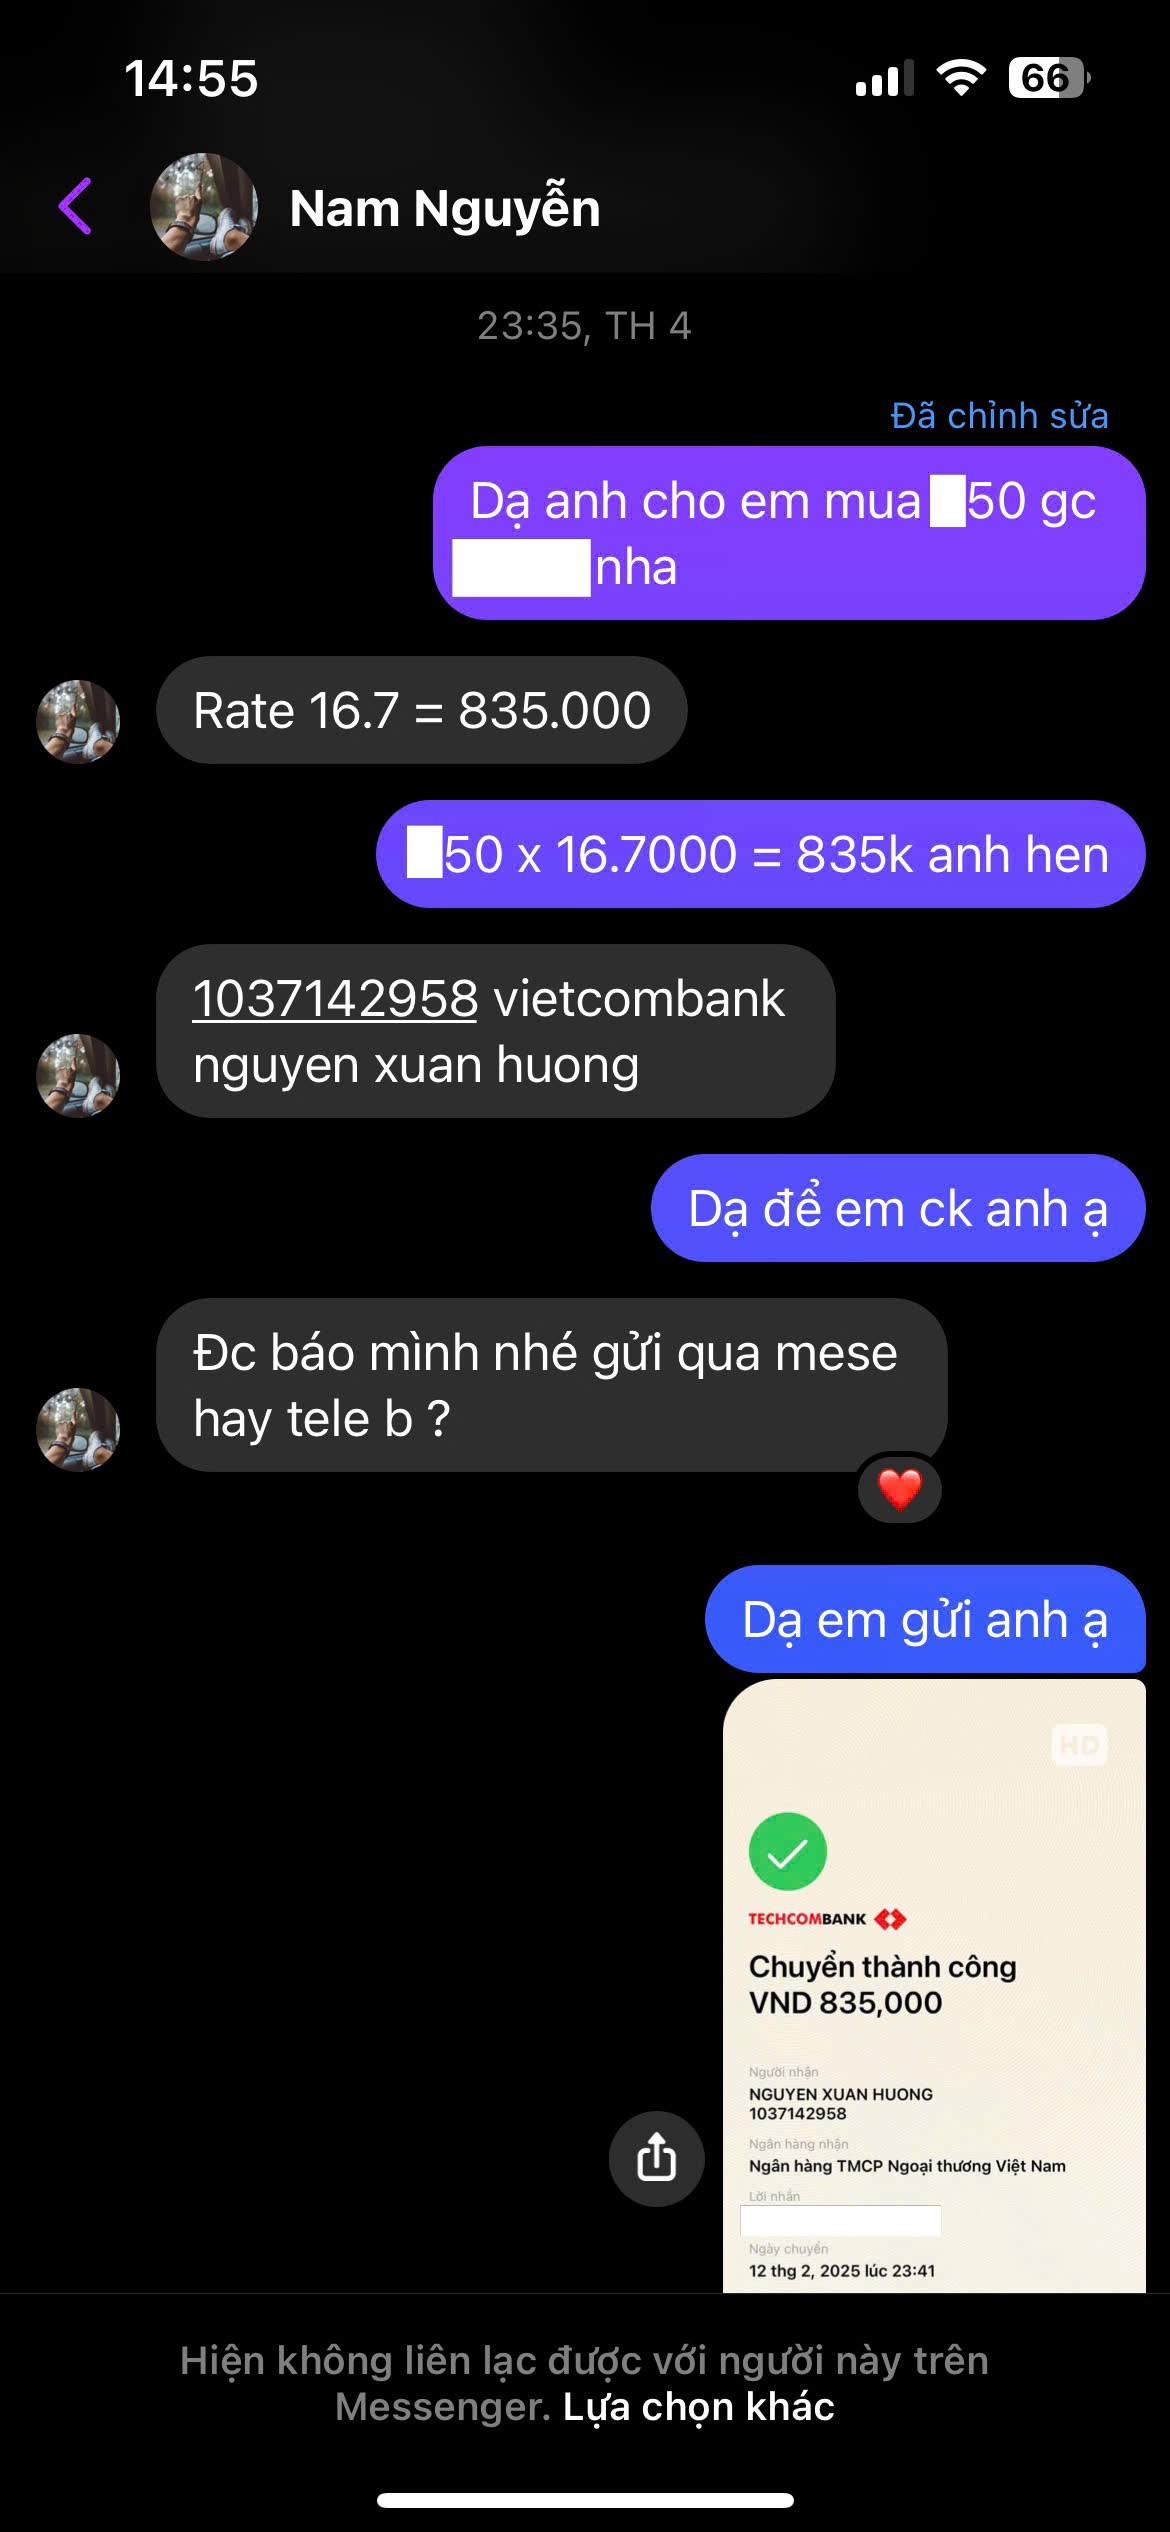 14:55
66
Nam Nguyễn
23:35, TH 4
Đã chỉnh sửa
Dạ anh cho em mua 50 gc
nha
Rate 16.7 = 835.000
50 x 16.7000 = 835k anh hen
1037142958 vietcombank
nguyen xuan huong
Dạ để em ck anh ạ
Đc báo mình nhé gửi qua mese
hay tele b ?
Dạ em gửi anh ạ
HD
TECHCOMBANK
Chuyển thành công
VND 835,000
Người nhận
NGUYEN XUAN HUONG
1037142958
Ngân hàng nhận
Ngân hàng TMCP Ngoại thương Việt Nam
Lời nhắn
Ngày chuyển
12 thg 2, 2025 lúc 23:41
Hiện không liên lạc được với người này trên
Messenger. Lựa chọn khác